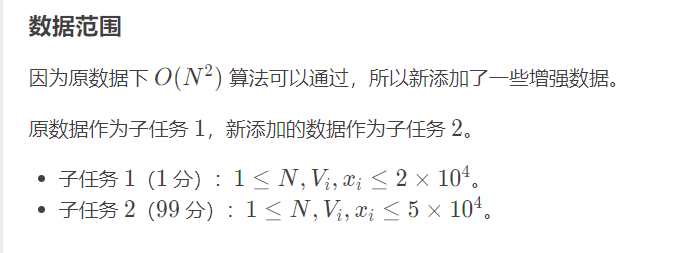 数据范围
因为原数据下 O(N²) 算法可以通过，所以新添加了一些增强数据。
原数据作为子任务 1，新添加的数据作为子任务 2。
• 子任务 1（1 分）：1 ≤ N, Vᵢ, xᵢ ≤ 2 × 10⁴。
• 子任务 2（99 分）：1 ≤ N, Vᵢ, xᵢ ≤ 5 × 10⁴。